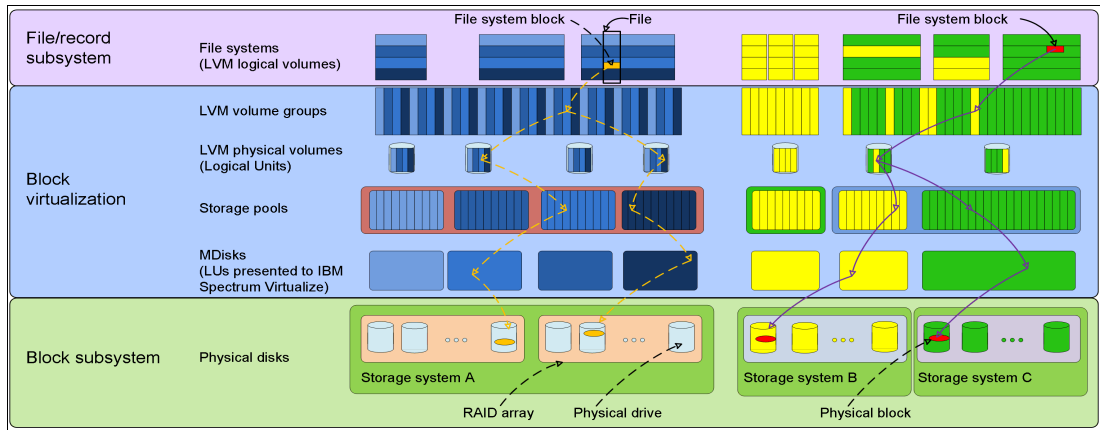 File system block
File
File system block
File/record
subsystem
File systems
(LVM logical volumes)
LVM volume groups
LVM physical volumes
(Logical Units)
Block
virtualization
Storage pools
MDisks
(LUs presented to IBM
Spectrum Virtualize)
Block subsystem
Physical disks
Storage system A
Storage system B
Storage system C
RAID array
Physical drive
Physical block